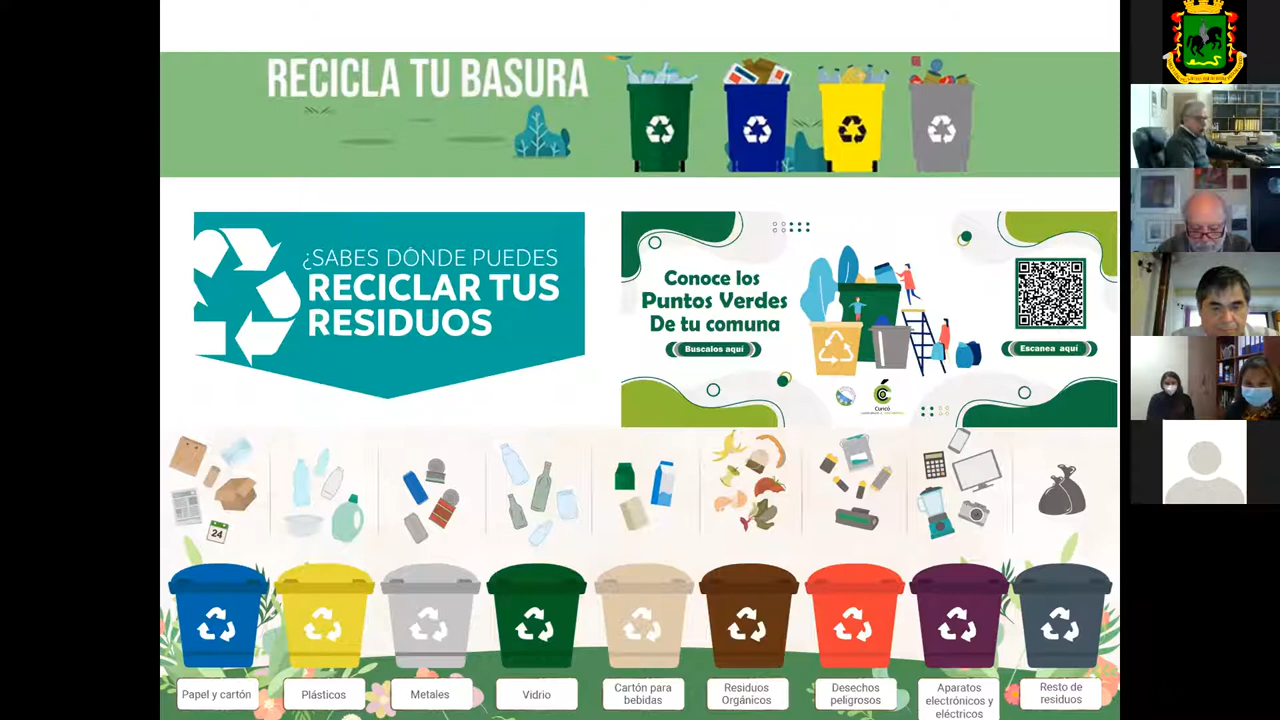 RECICLA TU BASURA
¿SABES DÓNDE PUEDES
RECICLAR TUS
RESIDUOS
Conoce los
Puntos Verdes
De tu comuna
Buscalos aquí
Escanea aquí
Curicó
24
Papel y cartón
Plásticos
Metales
Vidrio
Cartón para
bebidas
Residuos
Orgánicos
Desechos
peligrosos
Aparatos
electrónicos y
eléctricos
Resto de
residuos